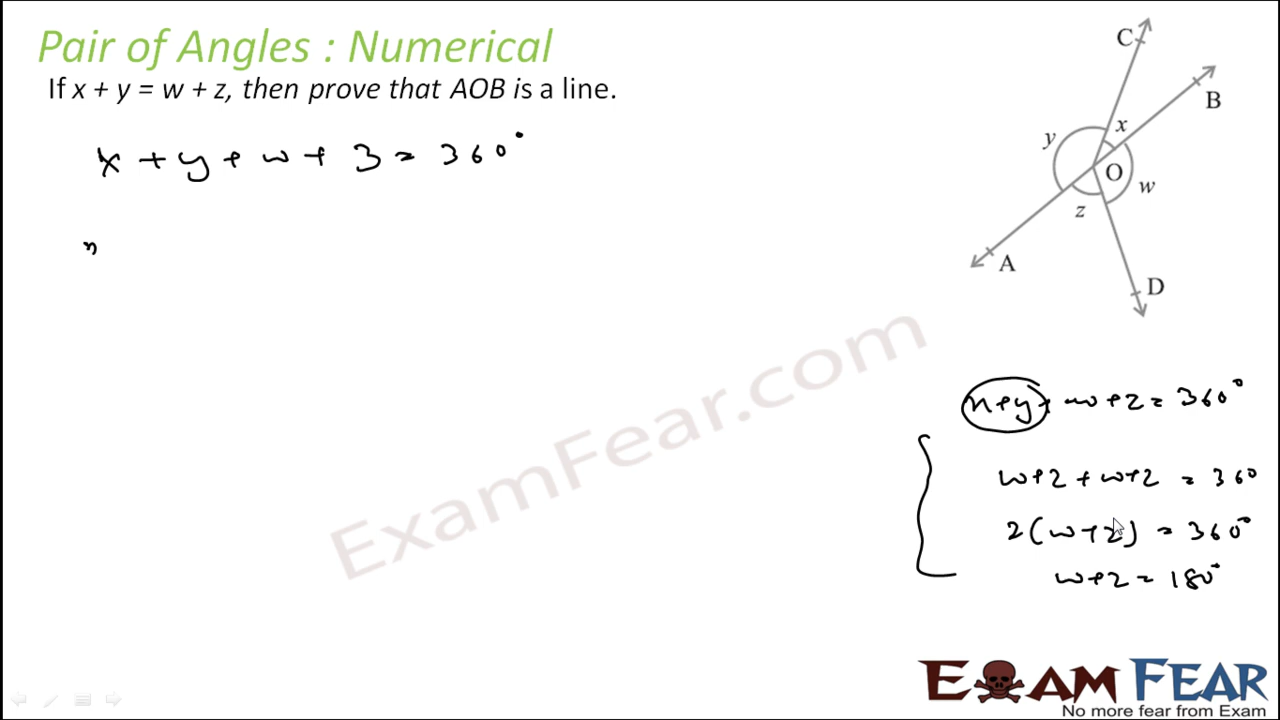 Pair of Angles : Numerical
If x + y = w + z, then prove that AOB is a line.
x + y + w + 3 = 360°
x
C
B
x
y
O
w
z
A
D
x+y+ w+z = 360°
w+z + w+z = 360
2(w+z) = 360°
w+z = 180°
ExamFear.com
EXAM FEAR
No more fear from Exam